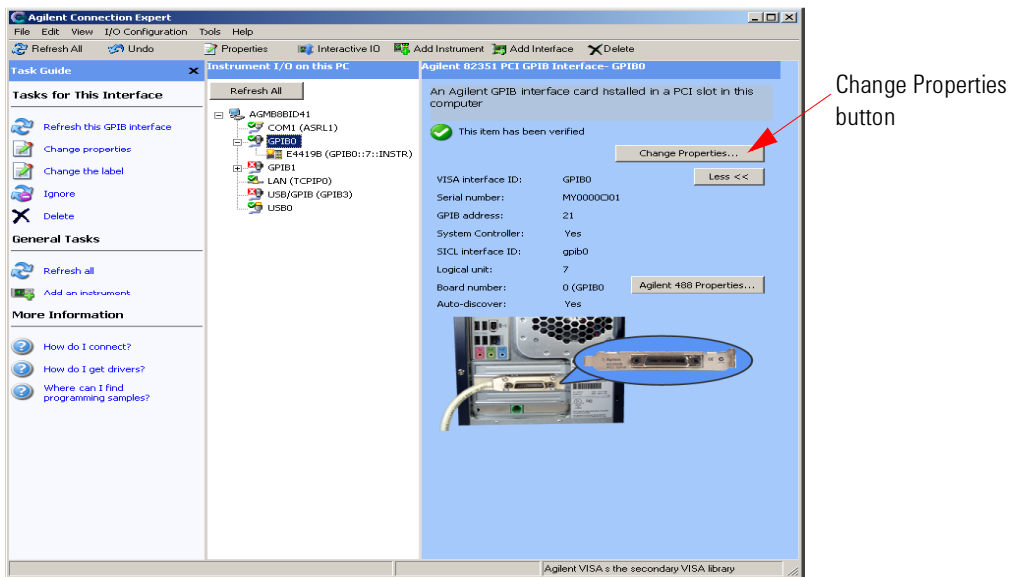 Agilent Connection Expert
File Edit View I/O Configuration Tools Help
Refresh All Undo Properties Interactive IO Add Instrument Add Interface Delete
Task Guide
Tasks for This Interface
Refresh this GPIB interface
Change properties
Change the label
Ignore
Delete
General Tasks
Refresh all
Add an instrument
More Information
How do I connect?
How do I get drivers?
Where can I find
programming samples?
Instrument I/O on this PC
Refresh All
AGMBBBID41
COM1 (ASRL1)
GPIB0
E4419B (GPIB0::7::INSTR)
GPIB1
LAN (TCPIP0)
USB/GPIB (GPIB3)
USB0
Agilent 82351 PCI GPIB Interface- GPIB0
An Agilent GPIB interface card nstalled in a PCI slot in this
computer
This item has been verified
Change Properties...
Less <<
VISA interface ID: GPIB0
Serial number:
GPIB address: 21
System Controller: Yes
SICL interface ID: gpib0
Logical unit: 7
Board number: 0 (GPIB0
Agilent 488 Properties...
Auto-discover: Yes
Agilent VISA s the secondary VISA library
Change Properties
button